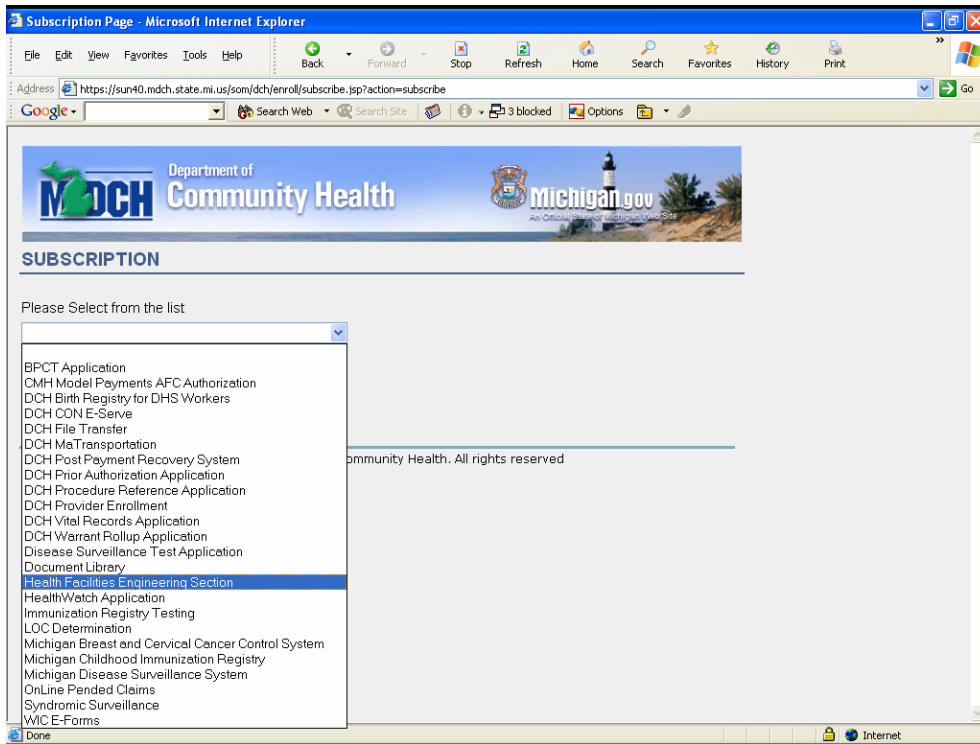 Subscription Page - Microsoft Internet Explorer
File Edit View Favorites Tools Help Back Forward Stop Refresh Home Search Favorites History Print
Address https://sun40.mdch.state.mi.us/som/dch/enroll/subscribe.jsp?action=subscribe Go
Google Search Web Search Site 3 blocked Options
MDCH Department of Community Health Michigan.gov
An Official State of Michigan Web Site
SUBSCRIPTION
Please Select from the list
BPCT Application
CMH Model Payments AFC Authorization
DCH Birth Registry for DHS Workers
DCH CON E-Serve
DCH File Transfer
DCH MaTransportation
DCH Post Payment Recovery System ommunity Health. All rights reserved
DCH Prior Authorization Application
DCH Procedure Reference Application
DCH Provider Enrollment
DCH Vital Records Application
DCH Warrant Rollup Application
Disease Surveillance Test Application
Document Library
Health Facilities Engineering Section
HealthWatch Application
Immunization Registry Testing
LOC Determination
Michigan Breast and Cervical Cancer Control System
Michigan Childhood Immunization Registry
Michigan Disease Surveillance System
OnLine Pended Claims
Syndromic Surveillance
WIC E-Forms
Done Internet